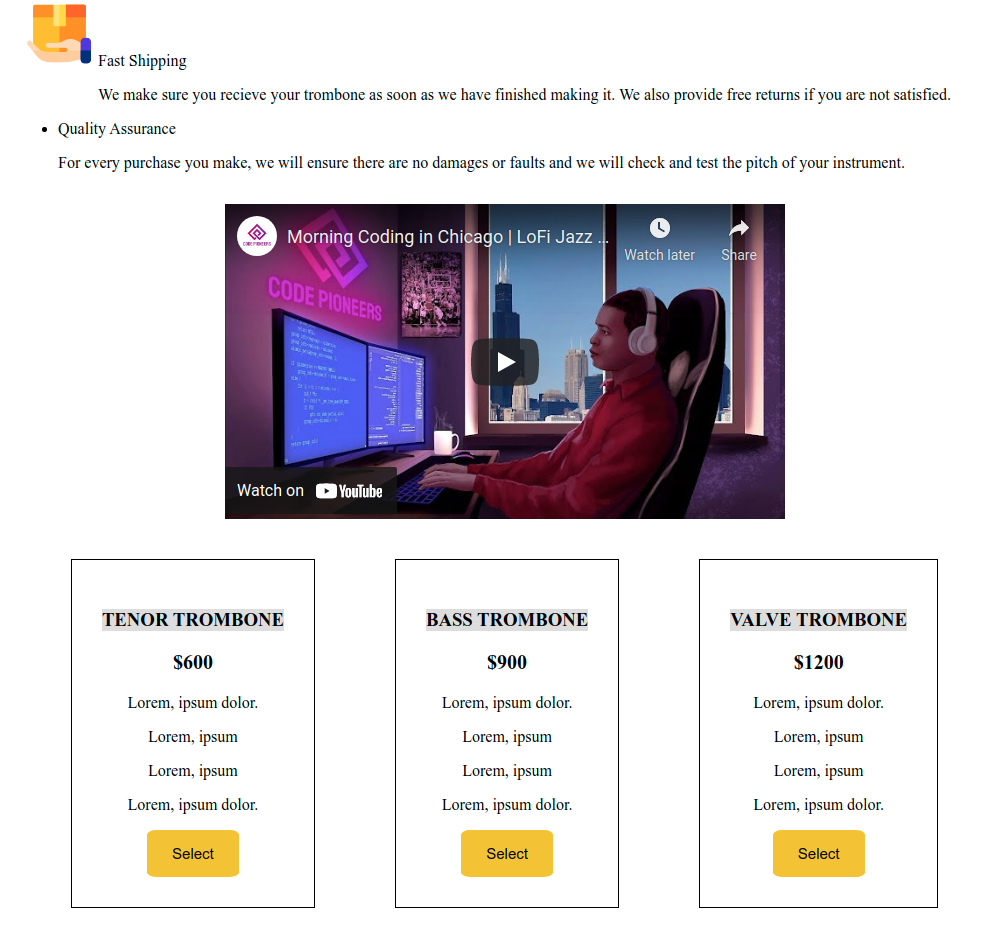 Fast Shipping
We make sure you recieve your trombone as soon as we have finished making it. We also provide free returns if you are not satisfied.
Quality Assurance
For every purchase you make, we will ensure there are no damages or faults and we will check and test the pitch of your instrument.
CODE PIONEERS
Morning Coding in Chicago | LoFi Jazz ...
Watch later
Share
CODE PIONEERS
Watch on YouTube
TENOR TROMBONE
$600
Lorem, ipsum dolor.
Lorem, ipsum
Lorem, ipsum
Lorem, ipsum dolor.
Select
BASS TROMBONE
$900
Lorem, ipsum dolor.
Lorem, ipsum
Lorem, ipsum
Lorem, ipsum dolor.
Select
VALVE TROMBONE
$1200
Lorem, ipsum dolor.
Lorem, ipsum
Lorem, ipsum
Lorem, ipsum dolor.
Select